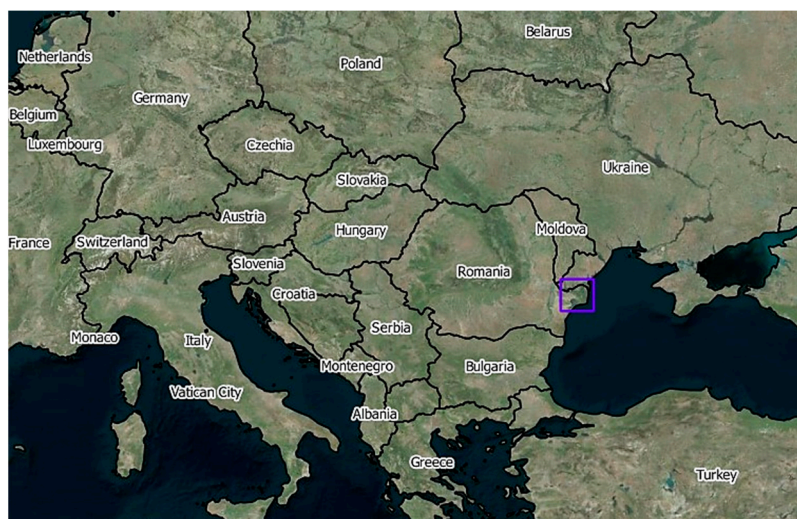 Belarus
Netherlands
Poland
Germany
Belgium
Luxembourg
Czechia
Ukraine
Slovakia
Austria
Hungary
Moldova
France
Switzerland
Slovenia
Romania
Croatia
Serbia
Monaco
Italy
Montenegro
Bulgaria
Vatican City
Albania
Greece
Turkey